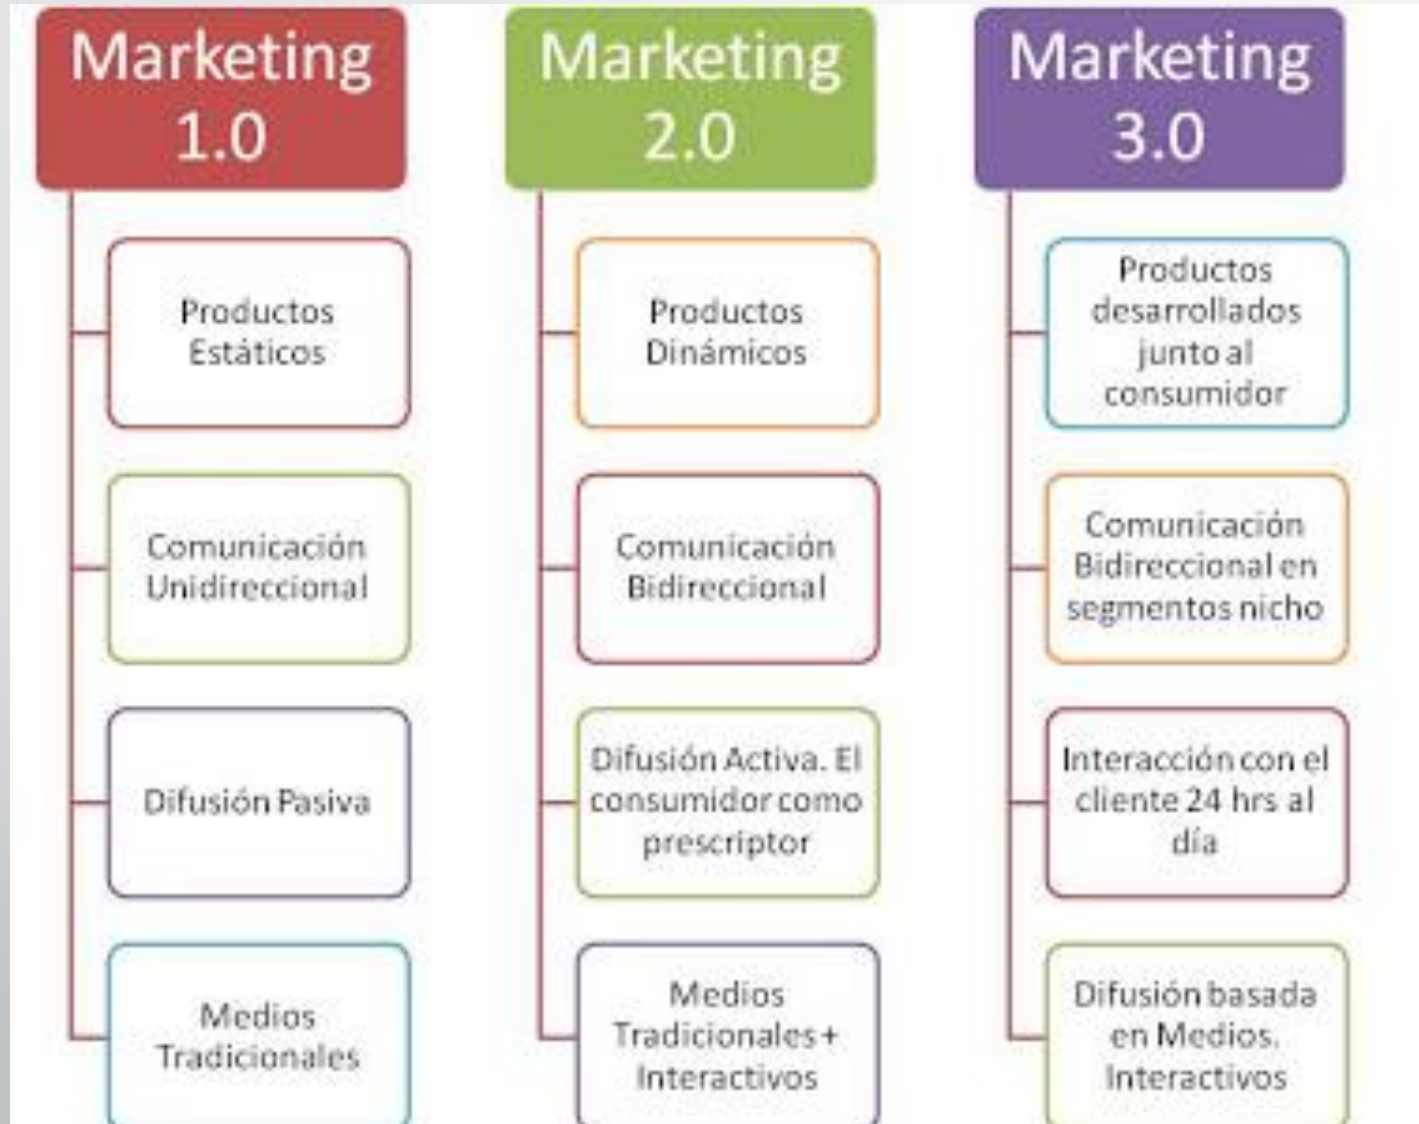 Marketing
1.0
Productos
Estáticos
Comunicación
Unidireccional
Difusión Pasiva
Medios
Tradicionales
Marketing
2.0
Productos
Dinámicos
Comunicación
Bidireccional
Difusión Activa. El
consumidor como
prescriptor
Medios
Tradicionales +
Interactivos
Marketing
3.0
Productos
desarrollados
junto al
consumidor
Comunicación
Bidireccional en
segmentos nicho
Interacción con el
cliente 24 hrs al
día
Difusión basada
en Medios.
Interactivos